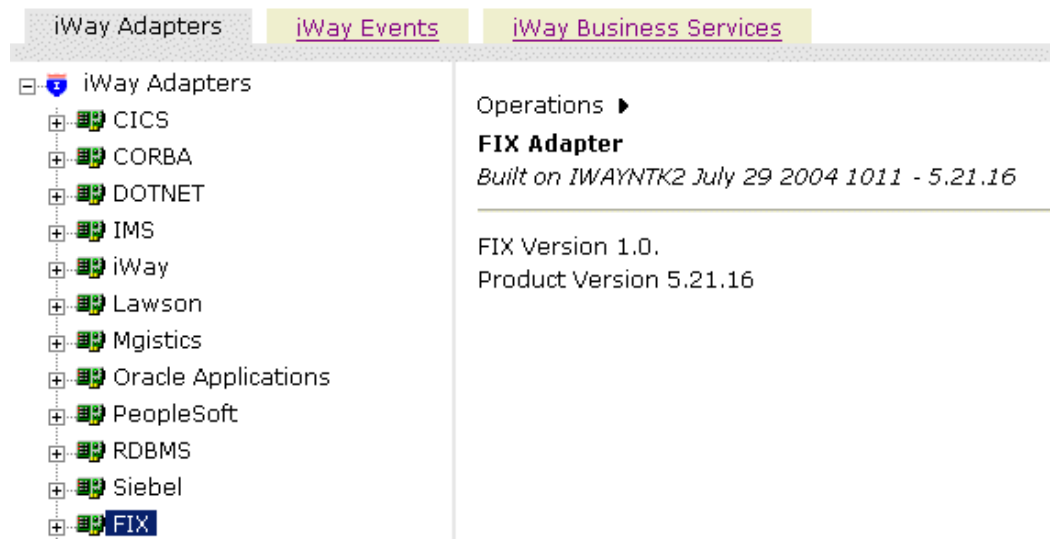 iWay Adapters iWay Events iWay Business Services
iWay Adapters
CICS
CORBA
DOTNET
IMS
iWay
Lawson
Mgistics
Oracle Applications
PeopleSoft
RDBMS
Siebel
FIX
Operations
FIX Adapter
Built on IWAYNTK2 July 29 2004 1011 - 5.21.16
FIX Version 1.0.
Product Version 5.21.16